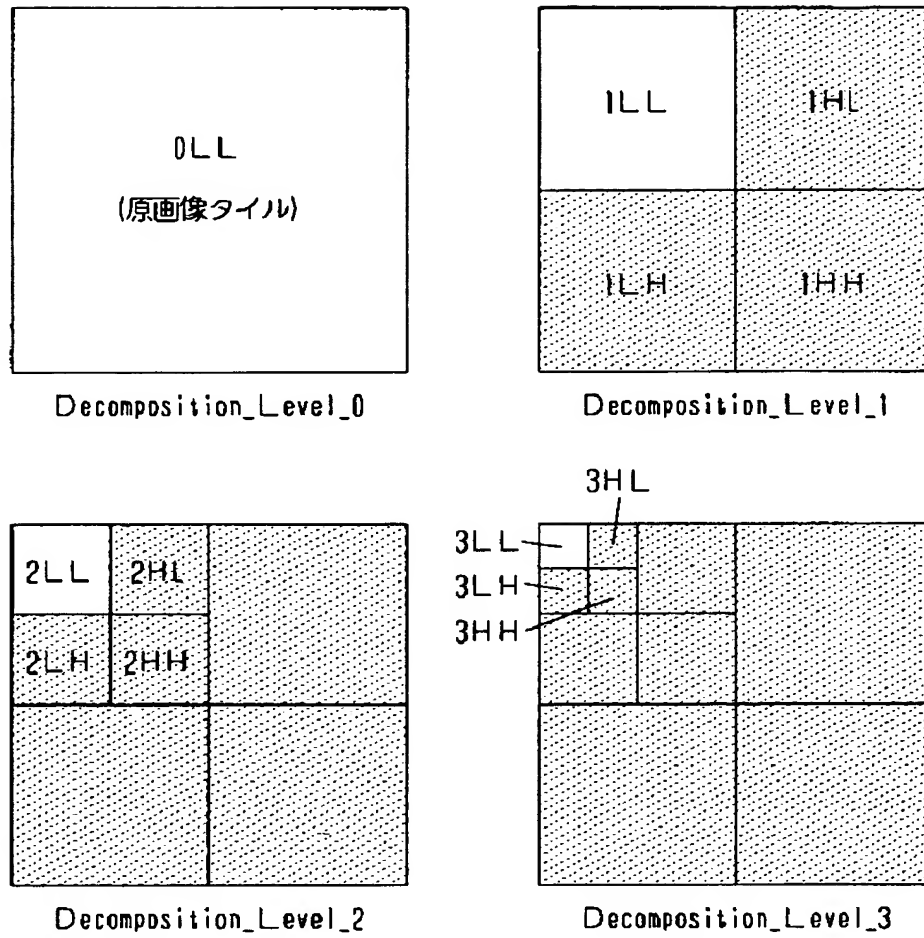 0LL
(原画像タイル)
Decomposition_Level_0
1LL 1HL
1LH 1HH
Decomposition_Level_1
2LL 2HL
2LH 2HH
Decomposition_Level_2
3HL
3LL
3LH
3HH
Decomposition_Level_3